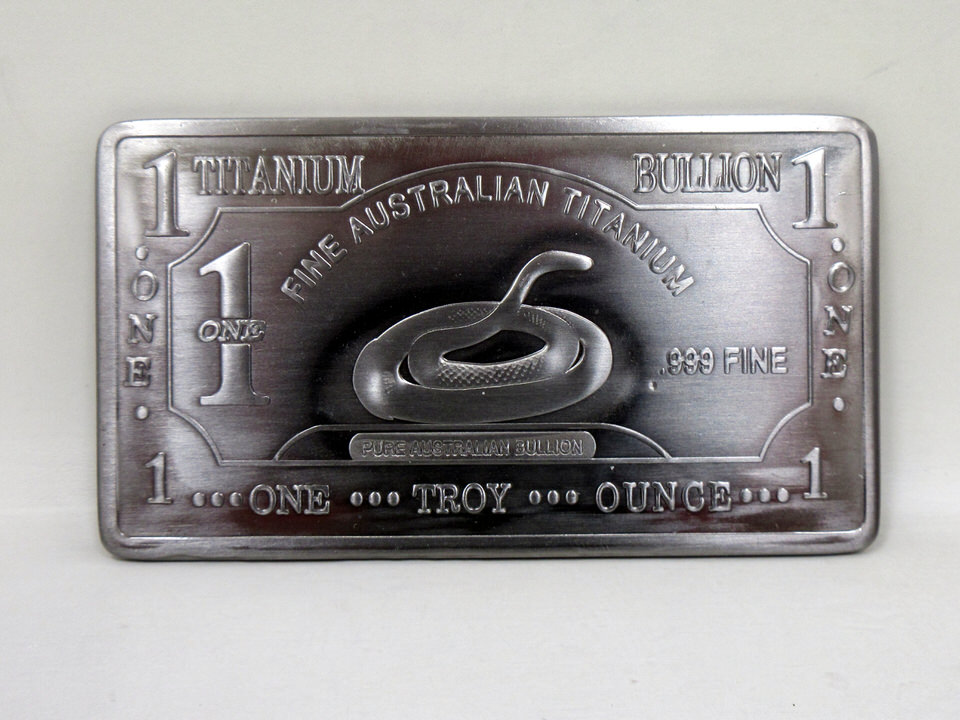 1 TITANIUM BULLION 1
FINE AUSTRALIAN TITANIUM
1
ONE
ONE
ONE
.999 FINE
PURE AUSTRALIAN BULLION
1 ...ONE ... TROY ... OUNCE... 1